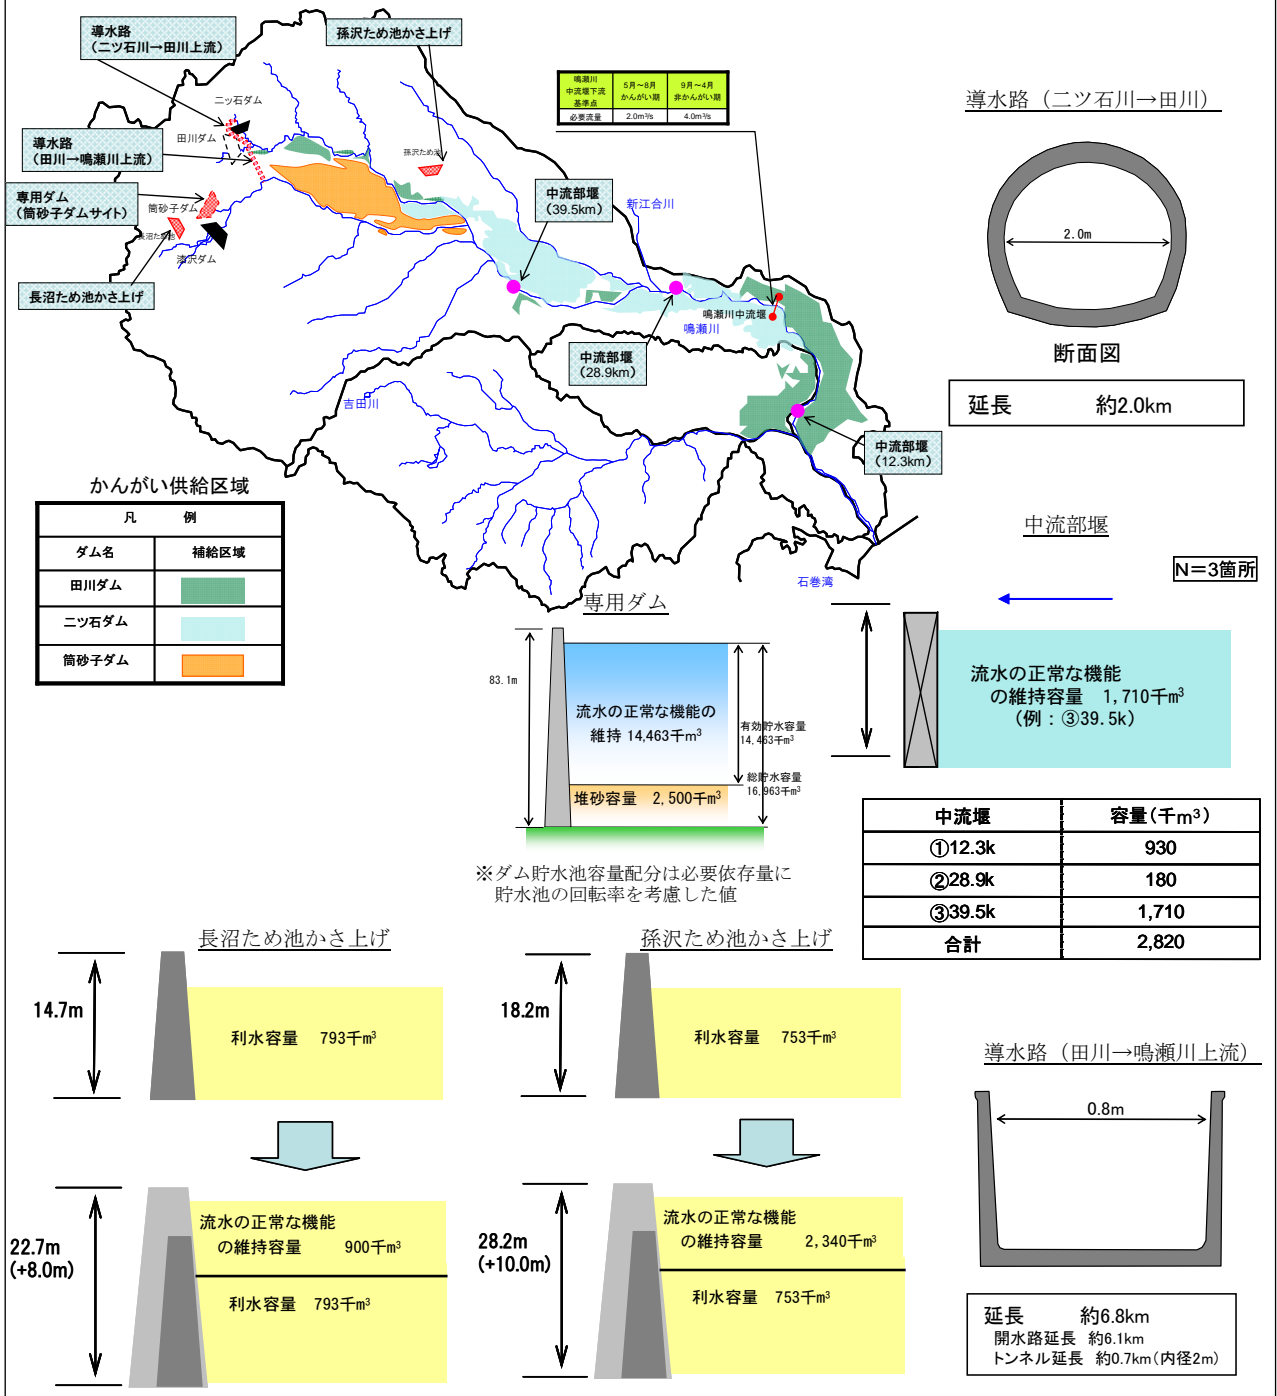 導水路
（二ツ石川→田川上流）
孫沢ため池かさ上げ
鳴瀬川
中流堰下流
基準点
5月～8月
かんがい期
9月～4月
非かんがい期
必要流量
2.0m³/s
4.0m³/s
導水路（二ツ石川→田川）
二ツ石ダム
田川ダム
導水路
（田川→鳴瀬川上流）
孫沢ため池
専用ダム
（筒砂子ダムサイト）
筒砂子ダム
長沼ため池
漆沢ダム
長沼ため池かさ上げ
中流部堰
（39.5km）
新江合川
鳴瀬川中流堰
鳴瀬川
中流部堰
（28.9km）
2.0m
断面図
延長　約2.0km
吉田川
中流部堰
（12.3km）
石巻湾
かんがい供給区域
凡　例
ダム名　補給区域
田川ダム
二ツ石ダム
筒砂子ダム
専用ダム
83.1m
流水の正常な機能の
維持 14,463千m³
有効貯水容量
14,463千m³
総貯水容量
16,963千m³
堆砂容量　2,500千m³
※ダム貯水池容量配分は必要依存量に
貯水池の回転率を考慮した値
中流部堰
N＝3箇所
流水の正常な機能
の維持容量　1,710千m³
（例：③39.5k）
中流堰　容量（千m³）
①12.3k　930
②28.9k　180
③39.5k　1,710
合計　2,820
長沼ため池かさ上げ
14.7m
利水容量　793千m³
22.7m
(+8.0m)
流水の正常な機能
の維持容量　900千m³
利水容量　793千m³
孫沢ため池かさ上げ
18.2m
利水容量　753千m³
28.2m
(+10.0m)
流水の正常な機能
の維持容量　2,340千m³
利水容量　753千m³
導水路（田川→鳴瀬川上流）
0.8m
延長　約6.8km
開水路延長　約6.1km
トンネル延長　約0.7km（内径2m）